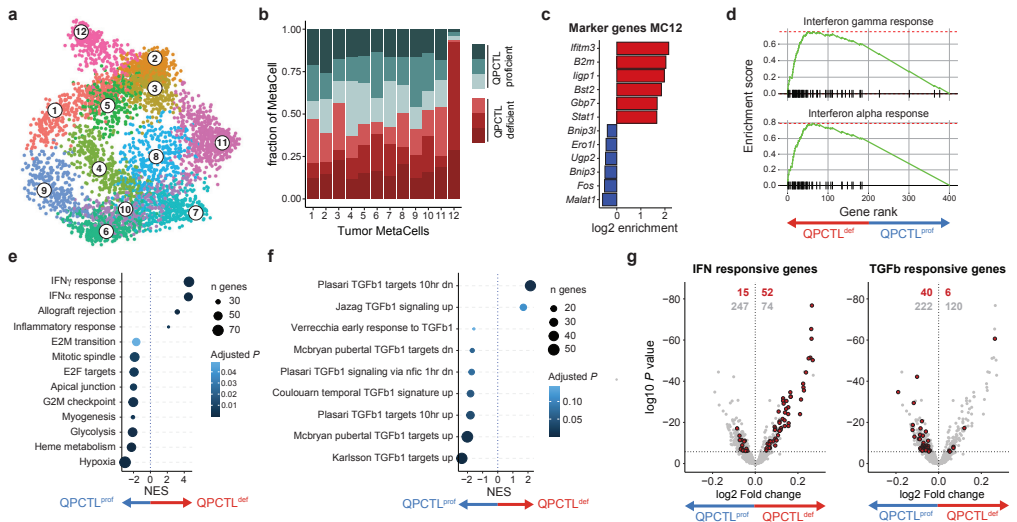 a
12
2
3
5
1
11
8
4
9
10
7
6
b
fraction of MetaCell
1.00
0.75
0.50
0.25
0.00
1 2 3 4 5 6 7 8 9 10 11 12
Tumor MetaCells
QPCTL
proficient
QPCTL
deficient
c
Marker genes MC12
Ifitm3
B2m
Iigp1
Bst2
Gbp7
Stat1
Bnip3l
Ero1l
Ugp2
Bnip3
Fos
Malat1
0 1 2
log2 enrichment
d
Interferon gamma response
0.6
0.4
0.2
0.0
Interferon alpha response
0.8
0.6
0.4
0.2
0.0
Enrichment score
0 100 200 300 400
Gene rank
QPCTLdef QPCTLprof
e
IFNγ response
IFNα response
Allograft rejection
Inflammatory response
E2M transition
Mitotic spindle
E2F targets
Apical junction
G2M checkpoint
Myogenesis
Glycolysis
Heme metabolism
Hypoxia
−2 0 2 4
NES
QPCTLprof QPCTLdef
n genes
30
50
70
Adjusted P
0.04
0.03
0.02
0.01
f
Plasari TGFb1 targets 10hr dn
Jazag TGFb1 signaling up
Verrecchia early response to TGFb1
Mcbryan pubertal TGFb1 targets dn
Plasari TGFb1 signaling via nfic 1hr dn
Coulouarn temporal TGFb1 signature up
Plasari TGFb1 targets 10hr up
Mcbryan pubertal TGFb1 targets up
Karlsson TGFb1 targets up
−2 −1 0 1 2
NES
QPCTLprof QPCTLdef
n genes
20
30
40
50
Adjusted P
0.10
0.05
g
IFN responsive genes
15 52
247 74
−80
−60
−40
−20
0
log10 P value
−0.2 0.0 0.2
log2 Fold change
QPCTLprof QPCTLdef
TGFb responsive genes
40 6
222 120
−80
−60
−40
−20
0
−0.2 0.0 0.2
log2 Fold change
QPCTLprof QPCTLdef